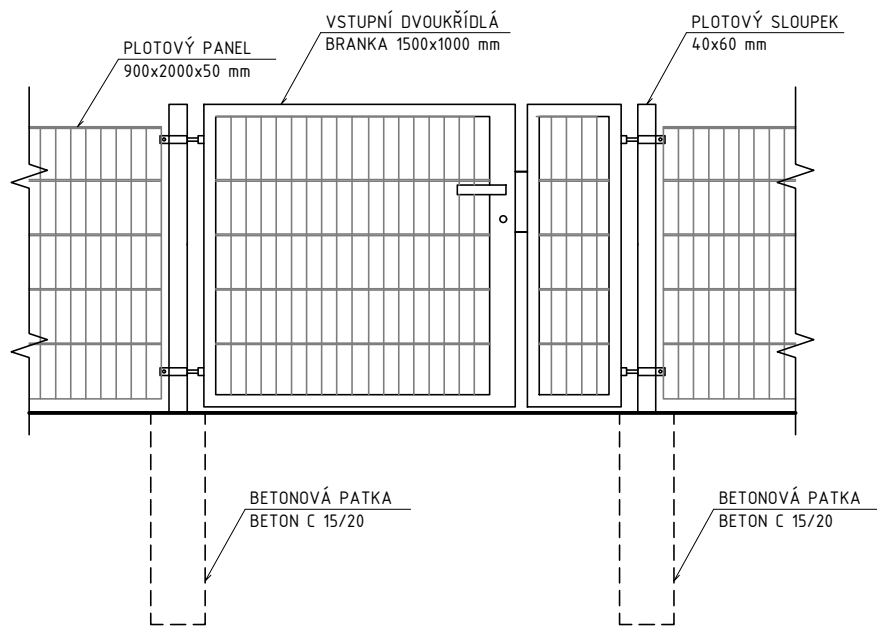 PLOTOVÝ PANEL
900x2000x50 mm
VSTUPNÍ DVOUKŘÍDLÁ
BRANKA 1500x1000 mm
PLOTOVÝ SLOUPEK
40x60 mm
BETONOVÁ PATKA
BETON C 15/20
BETONOVÁ PATKA
BETON C 15/20